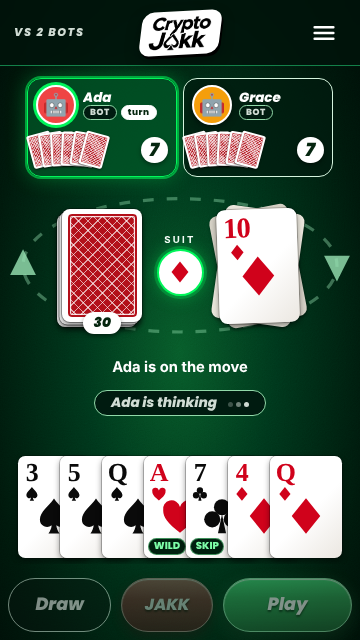 VS 2 BOTS
Crypto
Jokk
Ada
BOT
turn
7
Grace
BOT
7
SUIT
10
30
Ada is on the move
Ada is thinking
3
5
Q
A
7
4
Q
WILD
SKIP
Draw
JAKK
Play